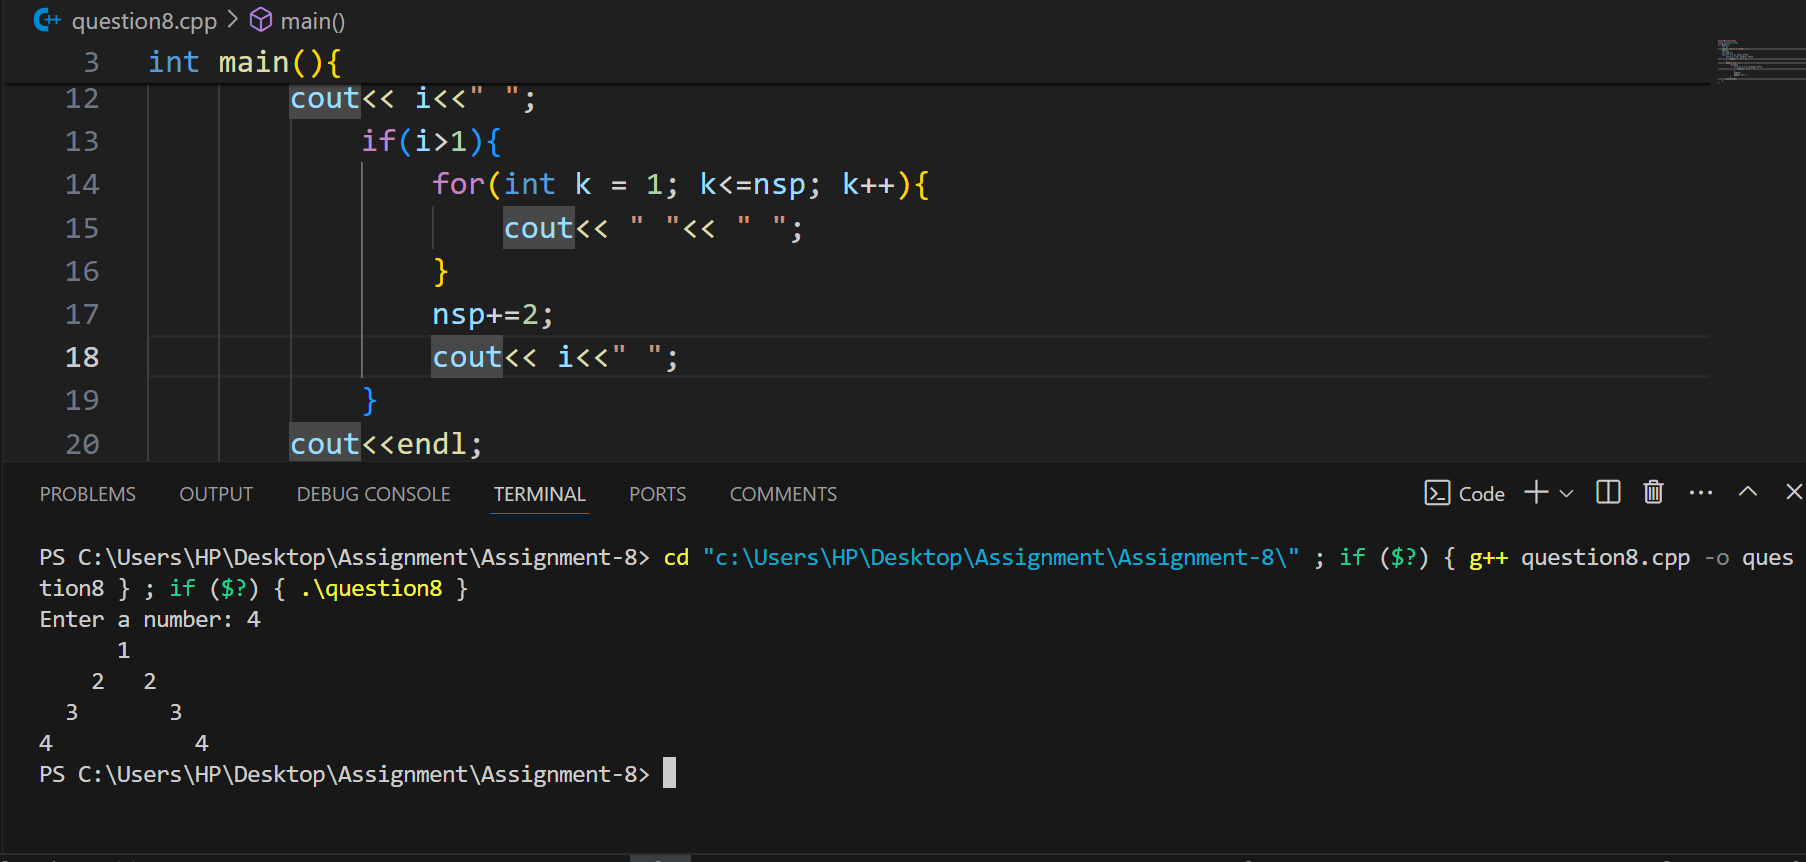 question8.cpp > main()
3 int main(){
12 cout<< i<<" ";
13 if(i>1){
14 for(int k = 1; k<=nsp; k++){
15 cout<< " "<< " ";
16 }
17 nsp+=2;
18 cout<< i<<" ";
19 }
20 cout<<endl;
PROBLEMS OUTPUT DEBUG CONSOLE TERMINAL PORTS COMMENTS Code
PS C:\Users\HP\Desktop\Assignment\Assignment-8> cd "c:\Users\HP\Desktop\Assignment\Assignment-8\" ; if ($?) { g++ question8.cpp -o ques
tion8 } ; if ($?) { .\question8 }
Enter a number: 4
      1
    2   2
  3       3
4           4
PS C:\Users\HP\Desktop\Assignment\Assignment-8>